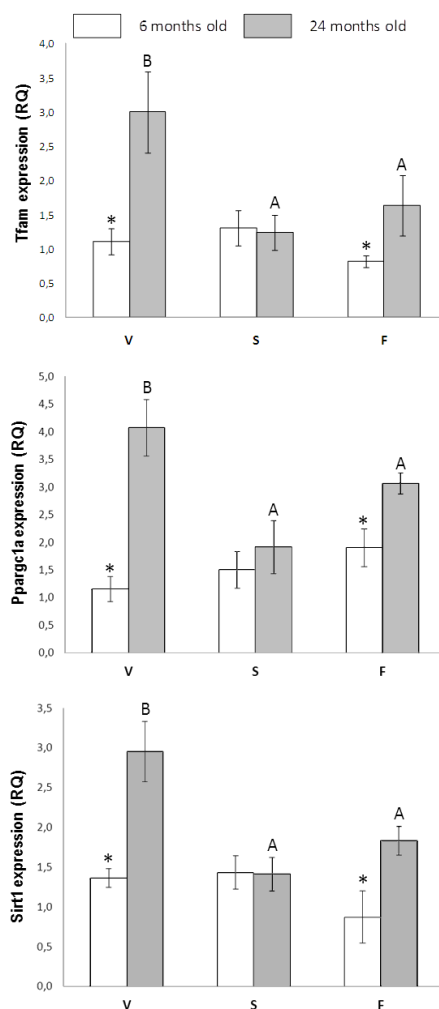 6 months old 24 months old
Tfam expression (RQ)
4,0
3,5
3,0
2,5
2,0
1,5
1,0
0,5
0,0
* B A * A
V S F
Ppargc1a expression (RQ)
5,0
4,5
4,0
3,5
3,0
2,5
2,0
1,5
1,0
0,5
0,0
* B A * A
V S F
Sirt1 expression (RQ)
3,5
3,0
2,5
2,0
1,5
1,0
0,5
0,0
* B A * A
V S F